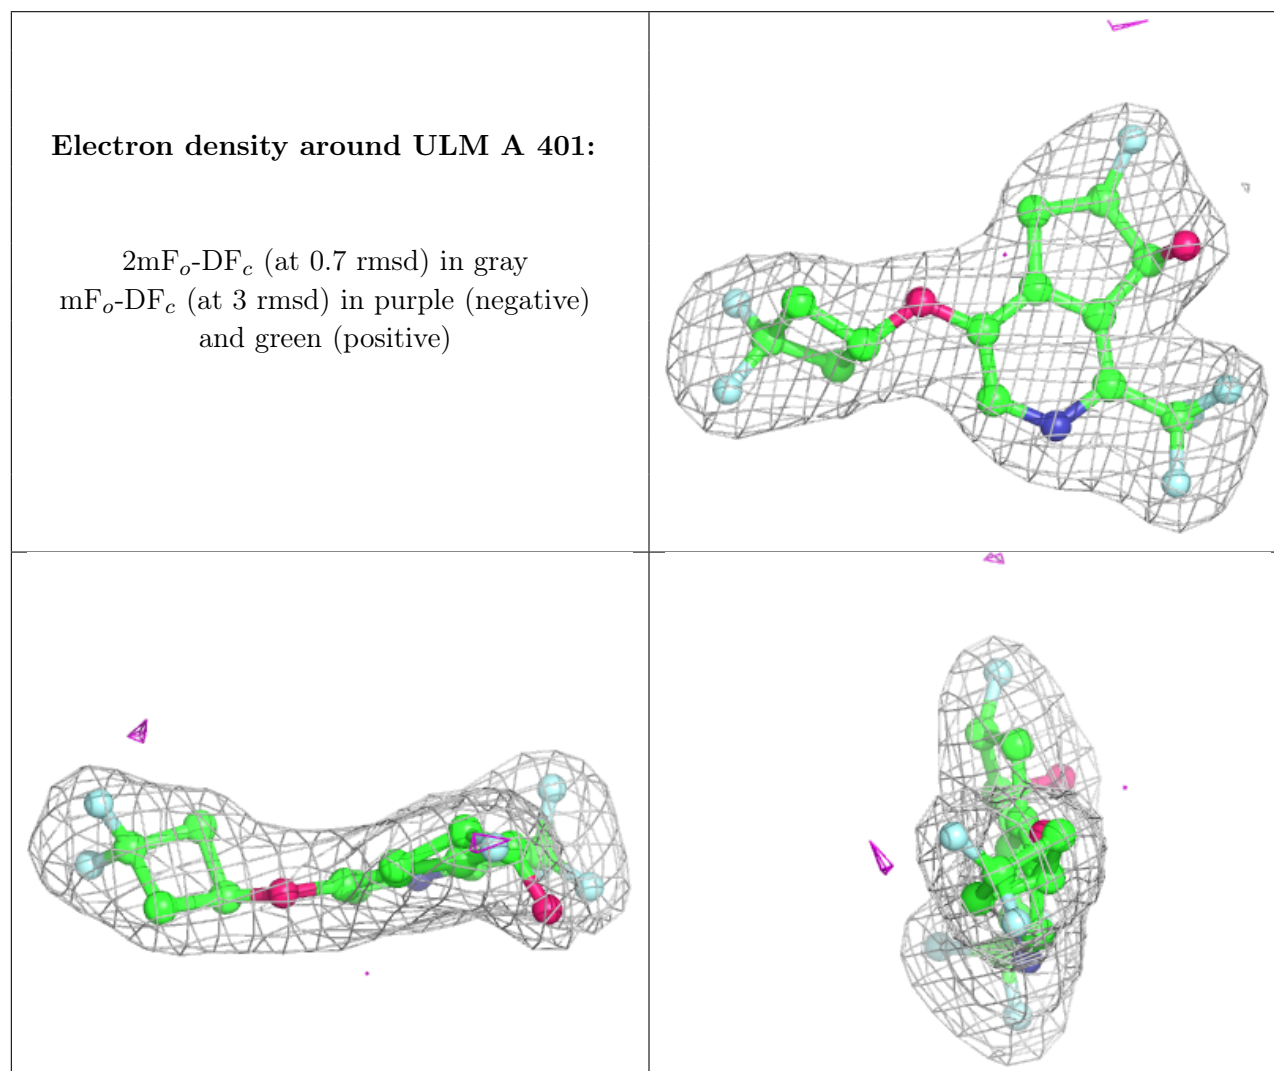 Electron density around ULM A 401:
2mFₒ-DF𝒸 (at 0.7 rmsd) in gray
mFₒ-DF𝒸 (at 3 rmsd) in purple (negative)
and green (positive)